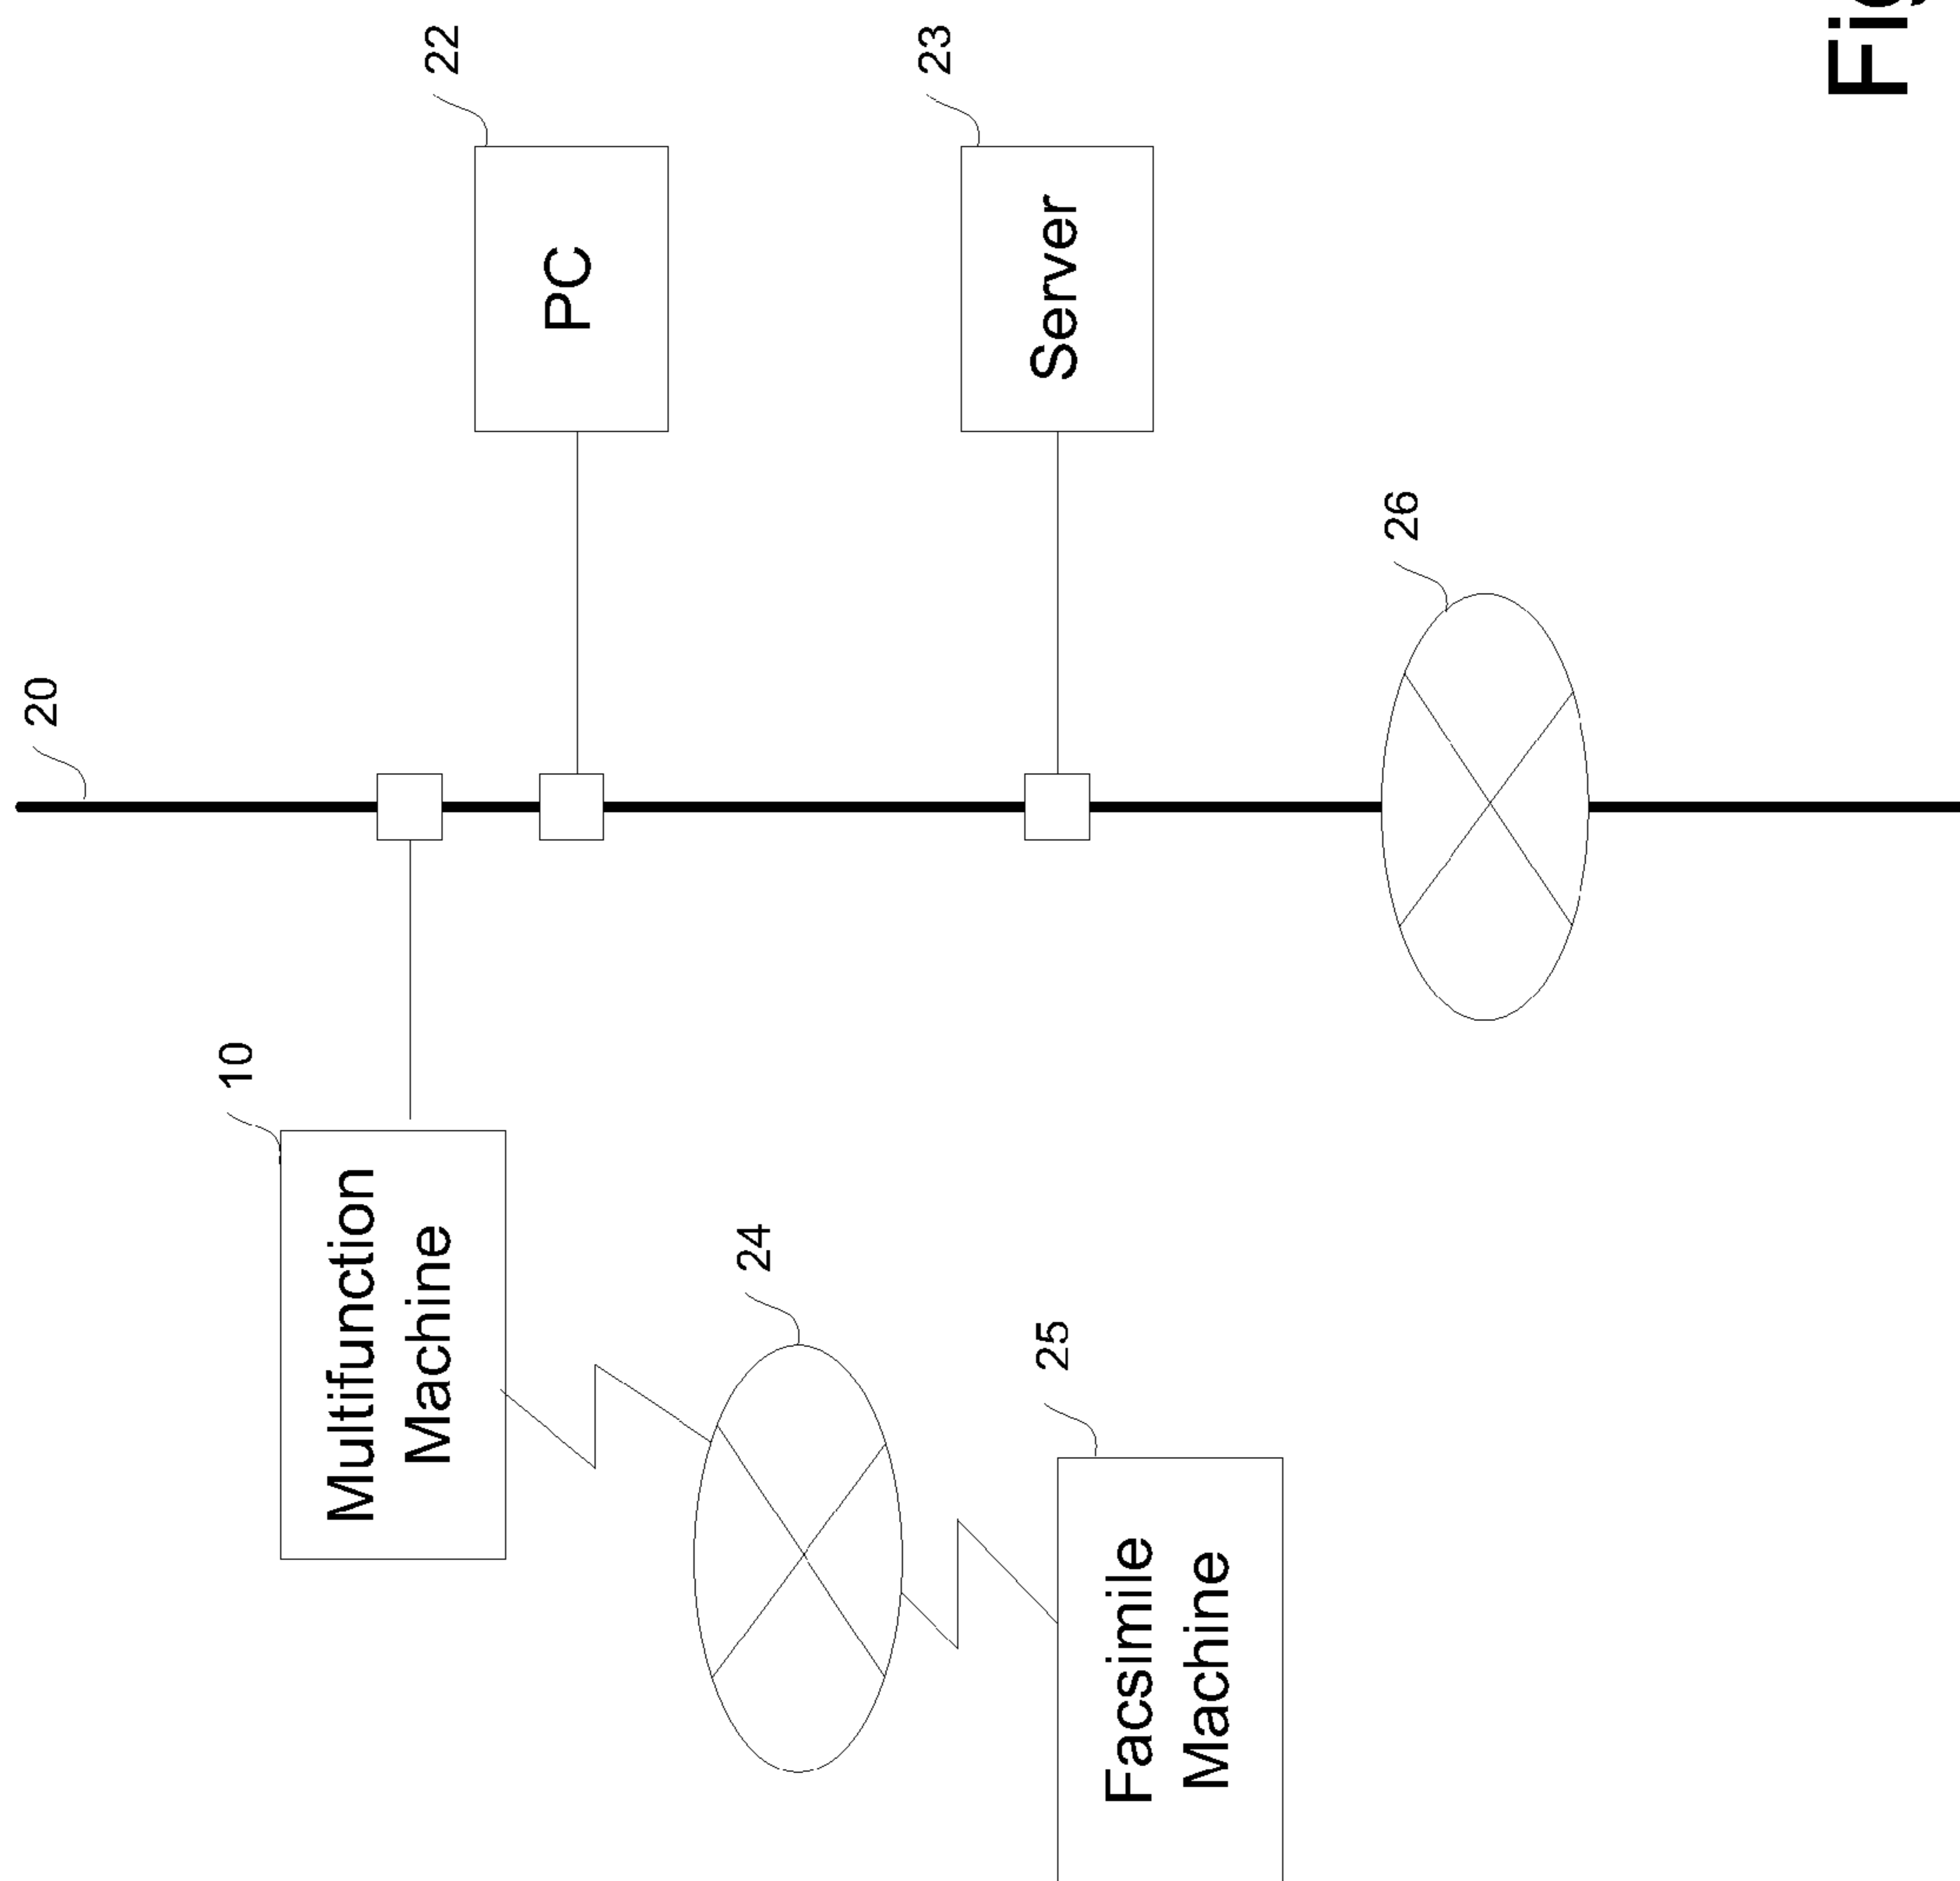 20
22
PC
23
Server
26
10
Multifunction
Machine
24
25
Facsimile
Machine